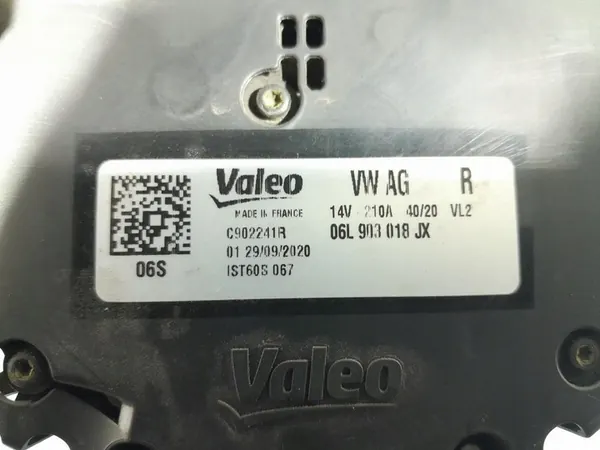 Valeo
VW AG R
MADE IN FRANCE
14V 210A 40/20 VL2
C902241R
06L 903 018 JX
01 29/09/2020
06S
IST60S 067
Valeo